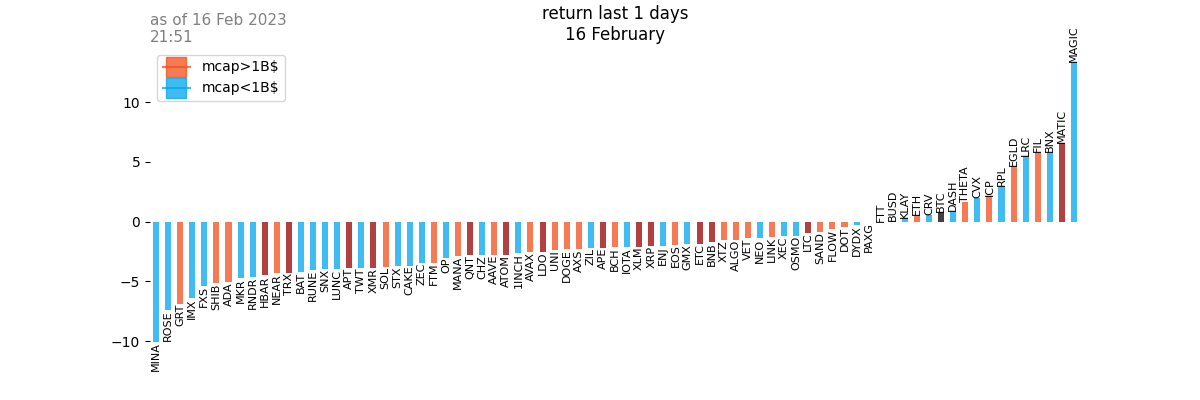 as of 16 Feb 2023
21:51
return last 1 days
16 February
mcap>1B$
mcap<1B$
10
5
0
−5
−10
MINA
ROSE
GRT
IMX
FXS
SHIB
ADA
MKR
RNDR
HBAR
NEAR
TRX
BAT
RUNE
SNX
LUNC
APT
TWT
XMR
SOL
STX
CAKE
ZEC
FTM
OP
MANA
QNT
CHZ
AAVE
ATOM
1INCH
AVAX
LDO
UNI
DOGE
AXS
ZIL
APE
BCH
IOTA
XLM
XRP
ENJ
EOS
GMX
ETC
BNB
XTZ
ALGO
VET
NEO
LINK
XEC
OSMO
LTC
SAND
FLOW
DOT
DYDX
PAXG
FTT
BUSD
KLAY
ETH
CRV
BTC
DASH
THETA
CVX
ICP
RPL
EGLD
LRC
FIL
BNX
MATIC
MAGIC